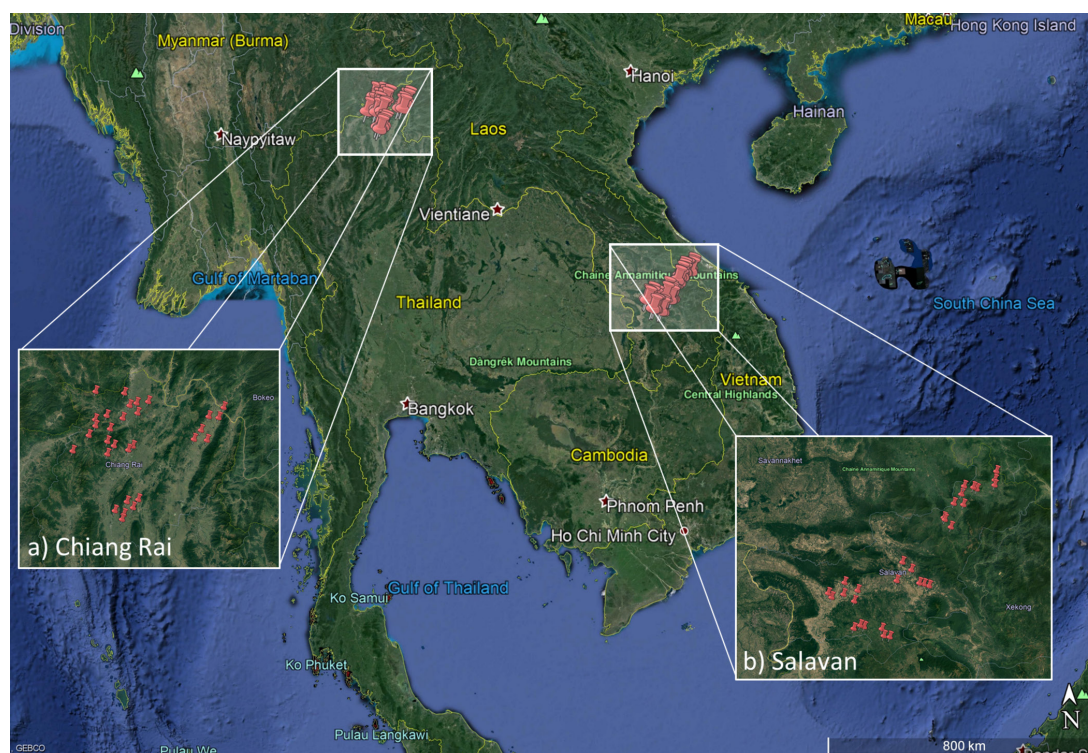 Division
Myanmar (Burma)
Macau
Hong Kong Island
Hanoi
Hainan
Laos
Naypyitaw
Vientiane
Gulf of Martaban
Chaine Annamitique Mountains
South China Sea
Thailand
Dangrék Mountains
Vietnam
Central Highlands
Bangkok
Cambodia
Phnom Penh
Ho Chi Minh City
Gulf of Thailand
Ko Samui
Ko Phuket
Pulau Langkawi
Pulau We
Bokeo
Chiang Rai
a) Chiang Rai
Savannakhet
Chaine Annamitique Mountains
Salavan
Xekong
b) Salavan
N
800 km
GEBCO